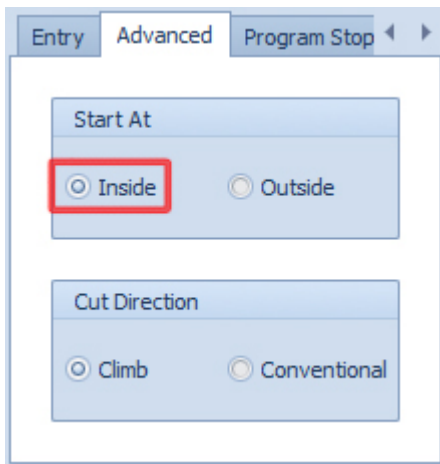 Entry Advanced Program Stop
Start At
Inside Outside
Cut Direction
Climb Conventional